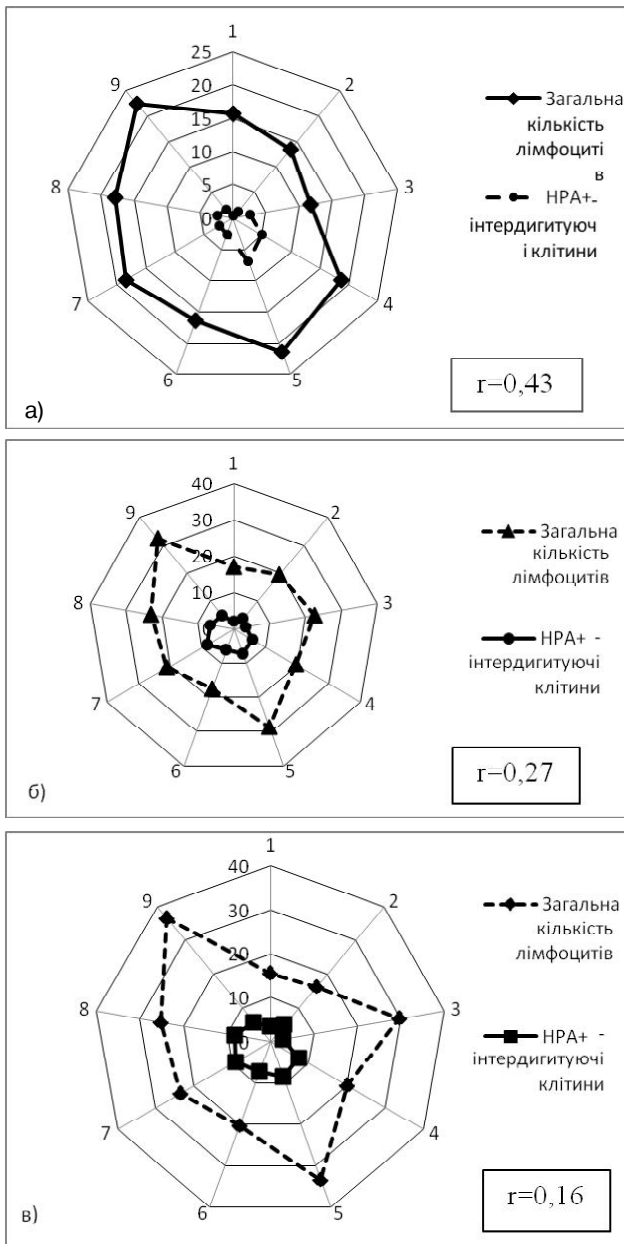 1
25
20
15
10
5
0
2
3
4
5
6
7
8
9
Загальна
кількість
лімфоциті
в
HPA+-
інтердигитуюч
і клітини
r=0,43
а)
1
40
30
20
10
2
3
4
5
6
7
8
9
Загальна
кількість
лімфоцитів
HPA+ -
інтердигитуючі
клітини
r=0,27
б)
1
40
30
20
10
0
2
3
4
5
6
7
8
9
Загальна
кількість
лімфоцитів
HPA+ -
інтердигитуючі
клітини
r=0,16
в)